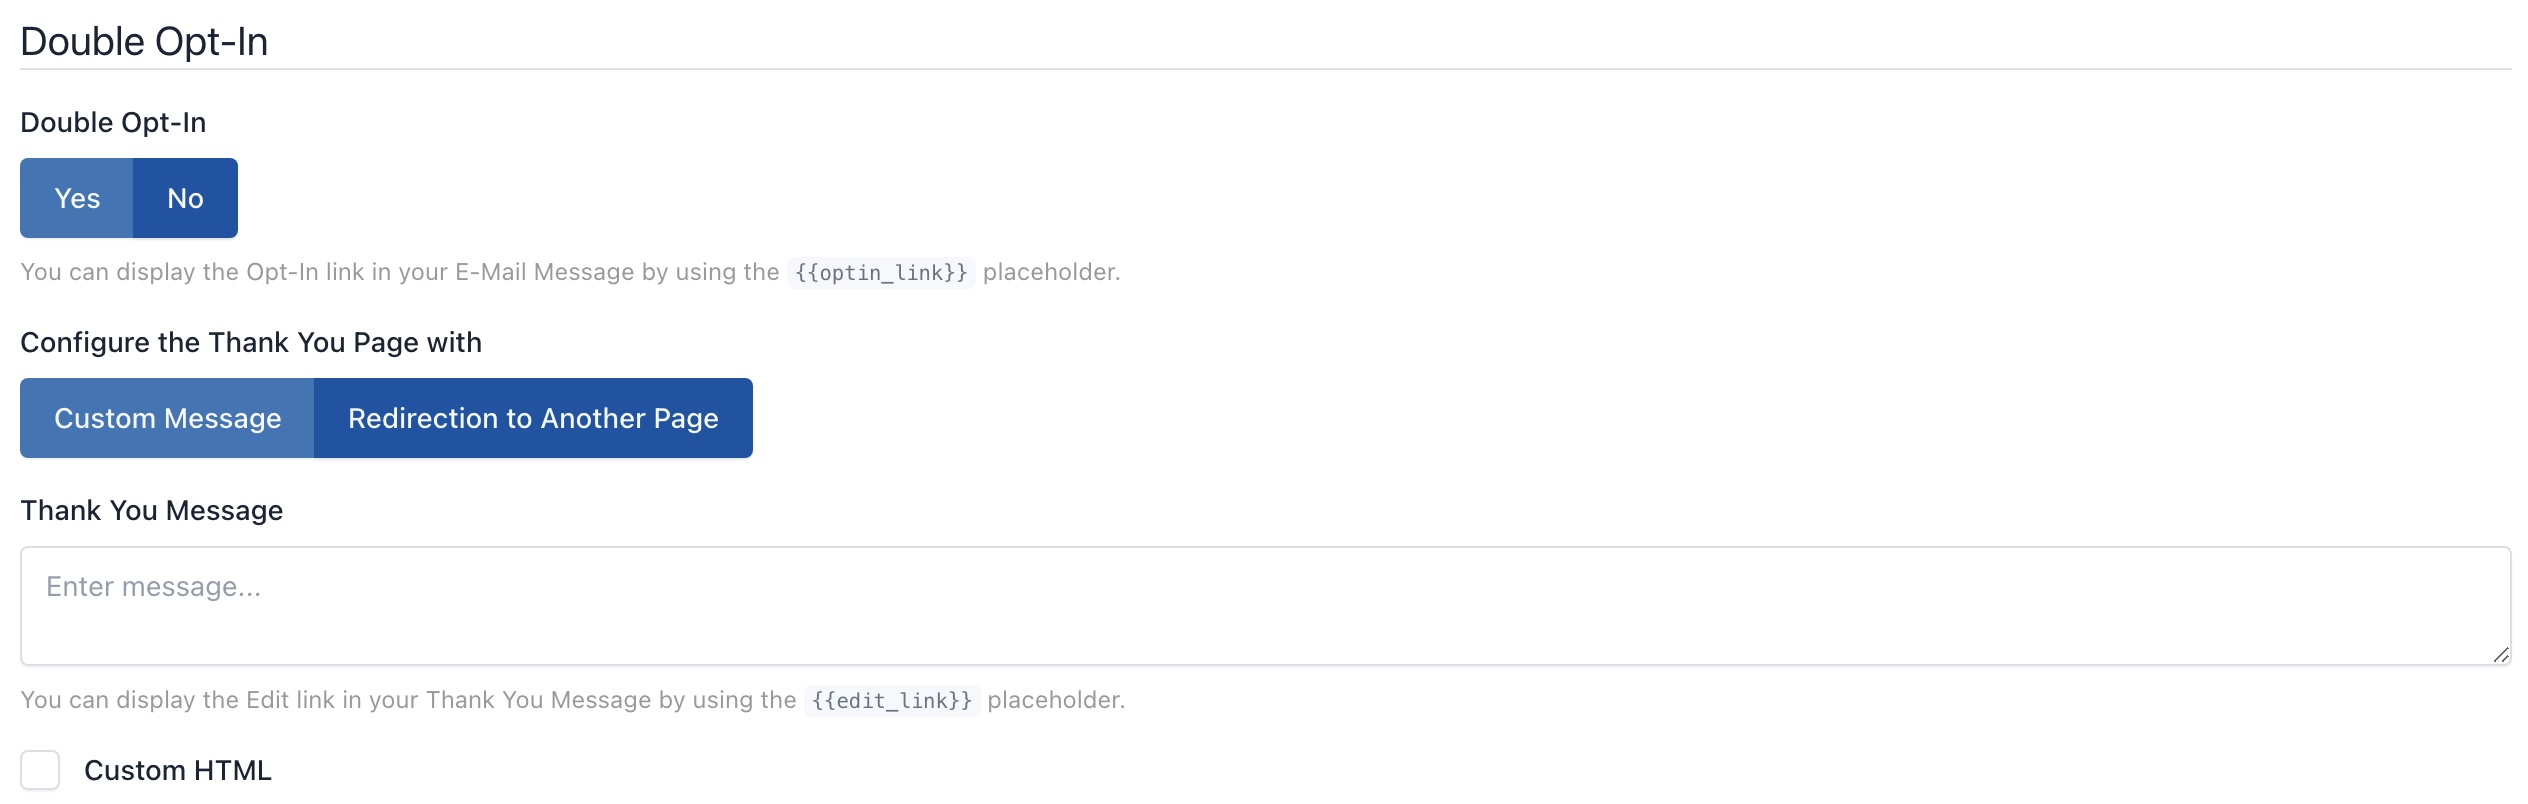 Double Opt-In
Double Opt-In
Yes No
You can display the Opt-In link in your E-Mail Message by using the {{optin_link}} placeholder.
Configure the Thank You Page with
Custom Message Redirection to Another Page
Thank You Message
Enter message...
You can display the Edit link in your Thank You Message by using the {{edit_link}} placeholder.
Custom HTML